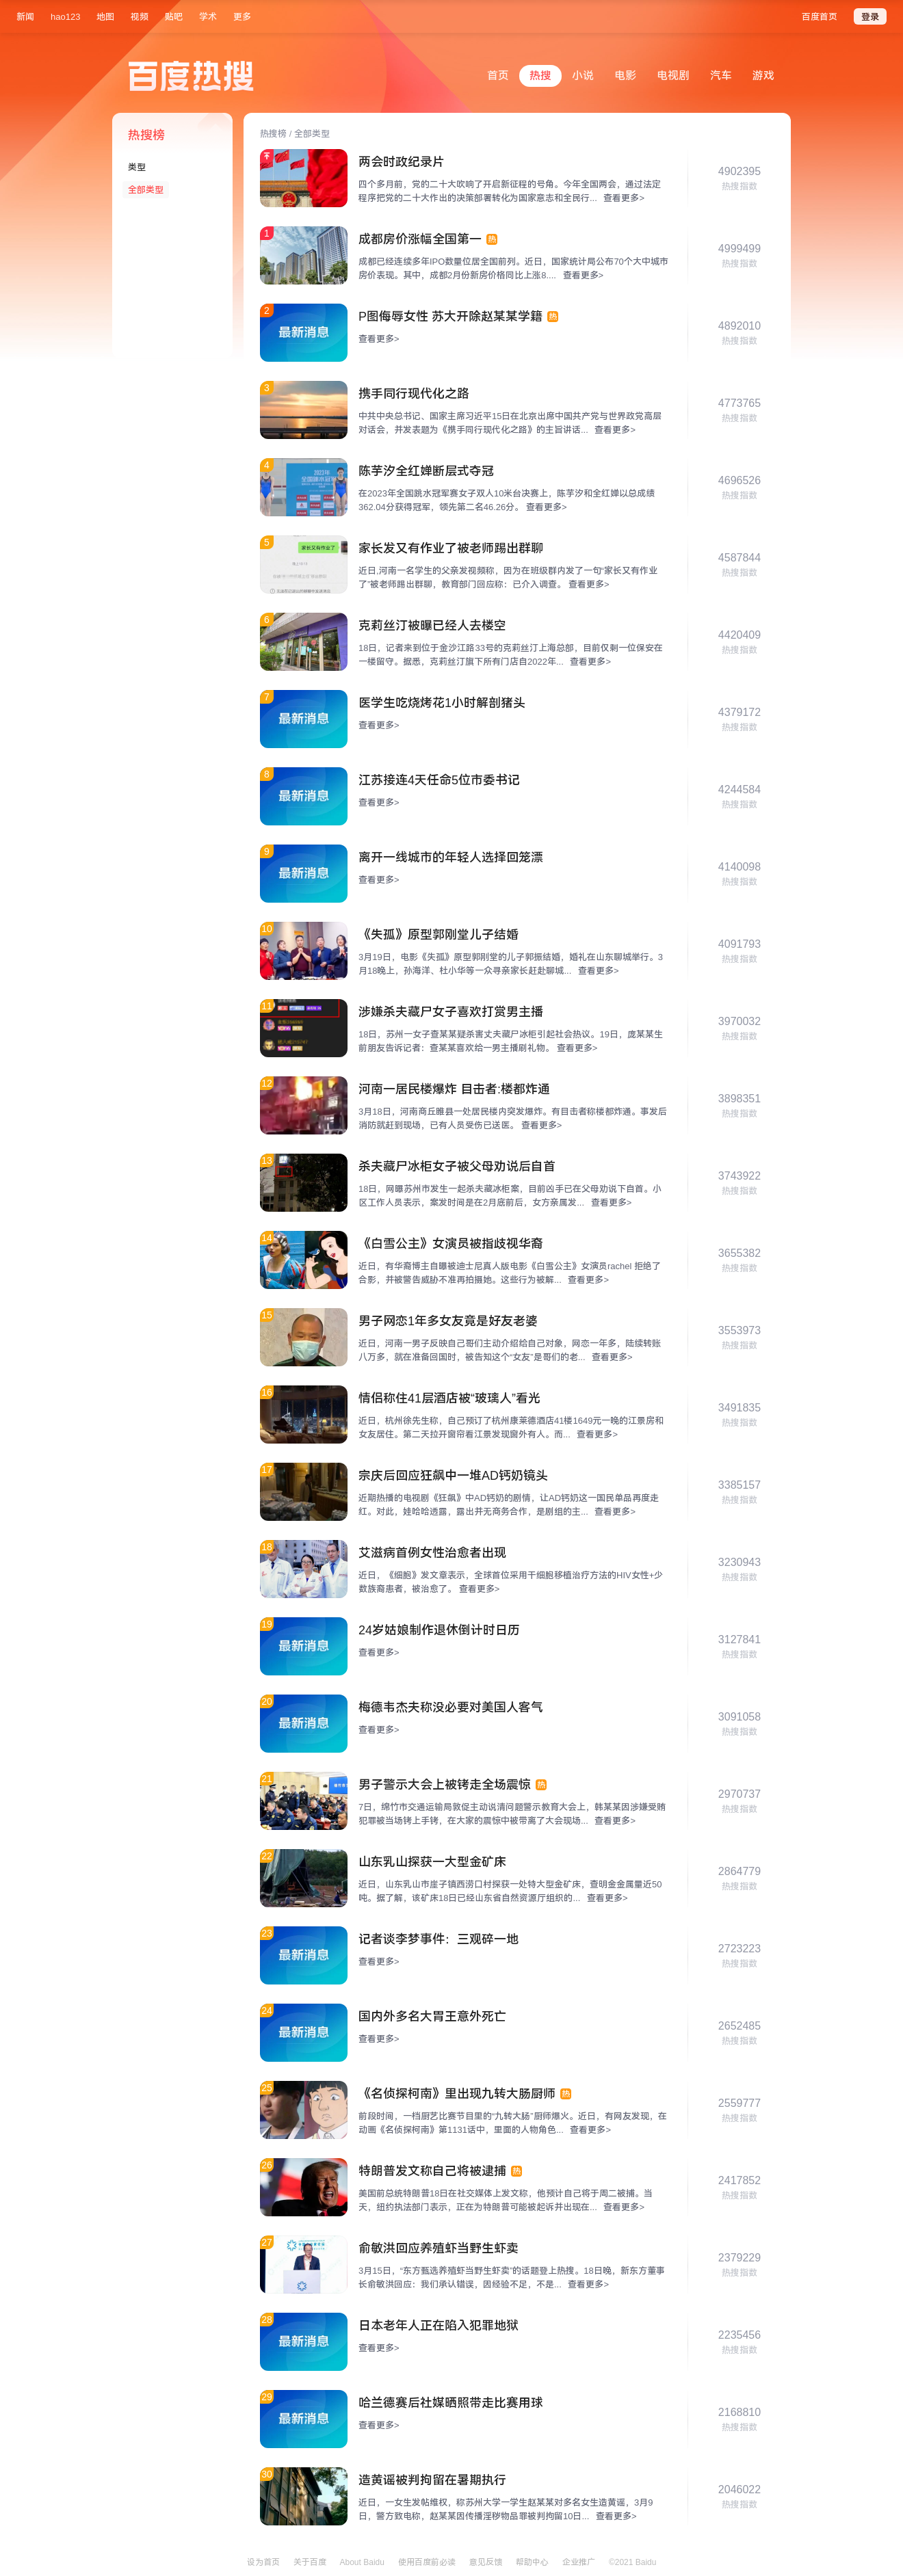 新闻 hao123 地图 视频 贴吧 学术 更多 百度首页 登录
百度热搜
首页 热搜 小说 电影 电视剧 汽车 游戏
热搜榜
类型
全部类型
热搜榜 / 全部类型
两会时政纪录片
四个多月前，党的二十大吹响了开启新征程的号角。今年全国两会，通过法定
程序把党的二十大作出的决策部署转化为国家意志和全民行... 查看更多>
4902395
热搜指数
1
成都房价涨幅全国第一 热
成都已经连续多年IPO数量位居全国前列。近日，国家统计局公布70个大中城市
房价表现。其中，成都2月份新房价格同比上涨8.... 查看更多>
4999499
热搜指数
2
最新消息
P图侮辱女性 苏大开除赵某某学籍 热
查看更多>
4892010
热搜指数
3
携手同行现代化之路
中共中央总书记、国家主席习近平15日在北京出席中国共产党与世界政党高层
对话会，并发表题为《携手同行现代化之路》的主旨讲话... 查看更多>
4773765
热搜指数
4
陈芋汐全红婵断层式夺冠
在2023年全国跳水冠军赛女子双人10米台决赛上，陈芋汐和全红婵以总成绩
362.04分获得冠军，领先第二名46.26分。 查看更多>
4696526
热搜指数
5
家长又有作业了
家长发又有作业了被老师踢出群聊
近日,河南一名学生的父亲发视频称，因为在班级群内发了一句“家长又有作业
了”被老师踢出群聊，教育部门回应称：已介入调查。 查看更多>
4587844
热搜指数
6
克莉丝汀被曝已经人去楼空
18日，记者来到位于金沙江路33号的克莉丝汀上海总部，目前仅剩一位保安在
一楼留守。据悉，克莉丝汀旗下所有门店自2022年... 查看更多>
4420409
热搜指数
7
最新消息
医学生吃烧烤花1小时解剖猪头
查看更多>
4379172
热搜指数
8
最新消息
江苏接连4天任命5位市委书记
查看更多>
4244584
热搜指数
9
最新消息
离开一线城市的年轻人选择回笼漂
查看更多>
4140098
热搜指数
10
《失孤》原型郭刚堂儿子结婚
3月19日，电影《失孤》原型郭刚堂的儿子郭振结婚，婚礼在山东聊城举行。3
月18晚上，孙海洋、杜小华等一众寻亲家长赶赴聊城... 查看更多>
4091793
热搜指数
11
涉嫌杀夫藏尸女子喜欢打赏男主播
18日，苏州一女子查某某疑杀害丈夫藏尸冰柜引起社会热议。19日，庞某某生
前朋友告诉记者：查某某喜欢给一男主播刷礼物。 查看更多>
3970032
热搜指数
12
河南一居民楼爆炸 目击者:楼都炸通
3月18日，河南商丘睢县一处居民楼内突发爆炸。有目击者称楼都炸通。事发后
消防就赶到现场，已有人员受伤已送医。 查看更多>
3898351
热搜指数
13
杀夫藏尸冰柜女子被父母劝说后自首
18日，网曝苏州市发生一起杀夫藏冰柜案，目前凶手已在父母劝说下自首。小
区工作人员表示，案发时间是在2月底前后，女方亲属发... 查看更多>
3743922
热搜指数
14
《白雪公主》女演员被指歧视华裔
近日，有华裔博主自曝被迪士尼真人版电影《白雪公主》女演员rachel 拒绝了
合影，并被警告威胁不准再拍摄她。这些行为被解... 查看更多>
3655382
热搜指数
15
男子网恋1年多女友竟是好友老婆
近日，河南一男子反映自己哥们主动介绍给自己对象，网恋一年多，陆续转账
八万多，就在准备回国时，被告知这个“女友”是哥们的老... 查看更多>
3553973
热搜指数
16
情侣称住41层酒店被“玻璃人”看光
近日，杭州徐先生称，自己预订了杭州康莱德酒店41楼1649元一晚的江景房和
女友居住。第二天拉开窗帘看江景发现窗外有人。而... 查看更多>
3491835
热搜指数
17
宗庆后回应狂飙中一堆AD钙奶镜头
近期热播的电视剧《狂飙》中AD钙奶的剧情，让AD钙奶这一国民单品再度走
红。对此，娃哈哈透露，露出并无商务合作，是剧组的主... 查看更多>
3385157
热搜指数
18
艾滋病首例女性治愈者出现
近日，《细胞》发文章表示，全球首位采用干细胞移植治疗方法的HIV女性+少
数族裔患者，被治愈了。 查看更多>
3230943
热搜指数
19
最新消息
24岁姑娘制作退休倒计时日历
查看更多>
3127841
热搜指数
20
最新消息
梅德韦杰夫称没必要对美国人客气
查看更多>
3091058
热搜指数
21
男子警示大会上被铐走全场震惊 热
7日，绵竹市交通运输局敦促主动说清问题警示教育大会上，韩某某因涉嫌受贿
犯罪被当场铐上手铐，在大家的震惊中被带离了大会现场... 查看更多>
2970737
热搜指数
22
山东乳山探获一大型金矿床
近日，山东乳山市崖子镇西涝口村探获一处特大型金矿床，查明金金属量近50
吨。据了解，该矿床18日已经山东省自然资源厅组织的... 查看更多>
2864779
热搜指数
23
最新消息
记者谈李梦事件：三观碎一地
查看更多>
2723223
热搜指数
24
最新消息
国内外多名大胃王意外死亡
查看更多>
2652485
热搜指数
25
《名侦探柯南》里出现九转大肠厨师 热
前段时间，一档厨艺比赛节目里的“九转大肠”厨师爆火。近日，有网友发现，在
动画《名侦探柯南》第1131话中，里面的人物角色... 查看更多>
2559777
热搜指数
26
特朗普发文称自己将被逮捕 热
美国前总统特朗普18日在社交媒体上发文称，他预计自己将于周二被捕。当
天，纽约执法部门表示，正在为特朗普可能被起诉并出现在... 查看更多>
2417852
热搜指数
27
俞敏洪回应养殖虾当野生虾卖
3月15日，“东方甄选养殖虾当野生虾卖”的话题登上热搜。18日晚，新东方董事
长俞敏洪回应：我们承认错误，因经验不足，不是... 查看更多>
2379229
热搜指数
28
最新消息
日本老年人正在陷入犯罪地狱
查看更多>
2235456
热搜指数
29
最新消息
哈兰德赛后社媒晒照带走比赛用球
查看更多>
2168810
热搜指数
30
造黄谣被判拘留在暑期执行
近日，一女生发帖维权，称苏州大学一学生赵某某对多名女生造黄谣，3月9
日，警方致电称，赵某某因传播淫秽物品罪被判拘留10日... 查看更多>
2046022
热搜指数
设为首页 关于百度 About Baidu 使用百度前必读 意见反馈 帮助中心 企业推广 ©2021 Baidu